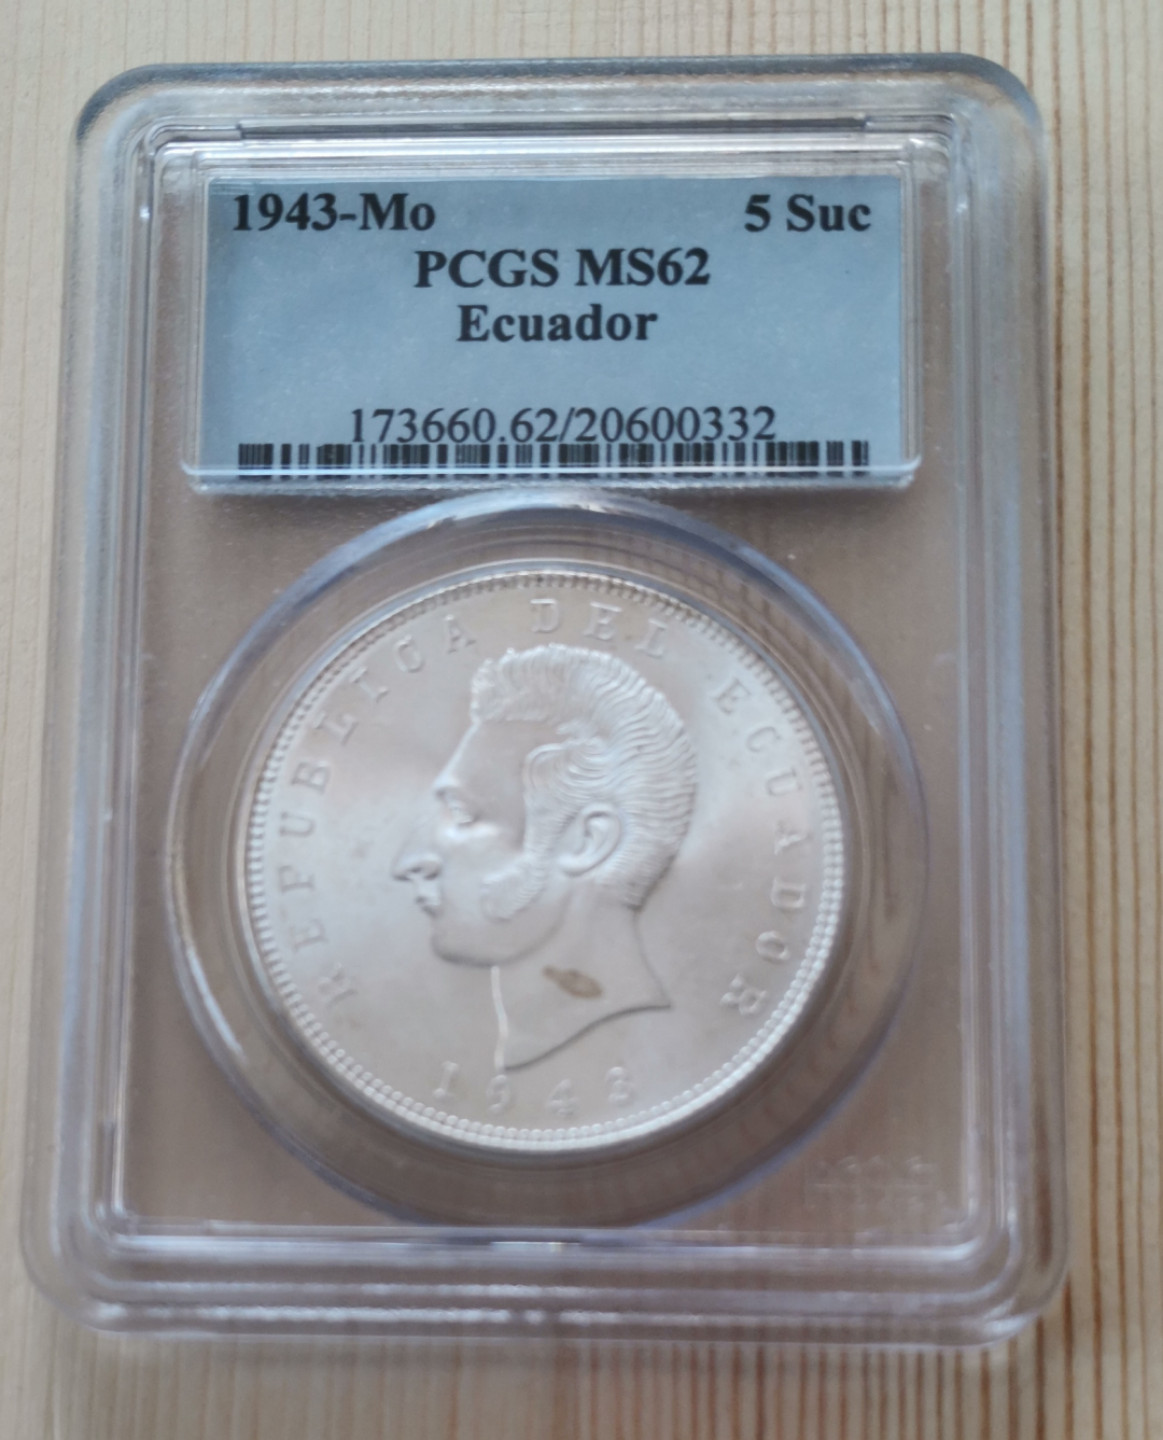 1943-Mo 5 Suc
PCGS MS62
Ecuador
173660.62/20600332
REPUBLICA DEL ECUADOR
1943